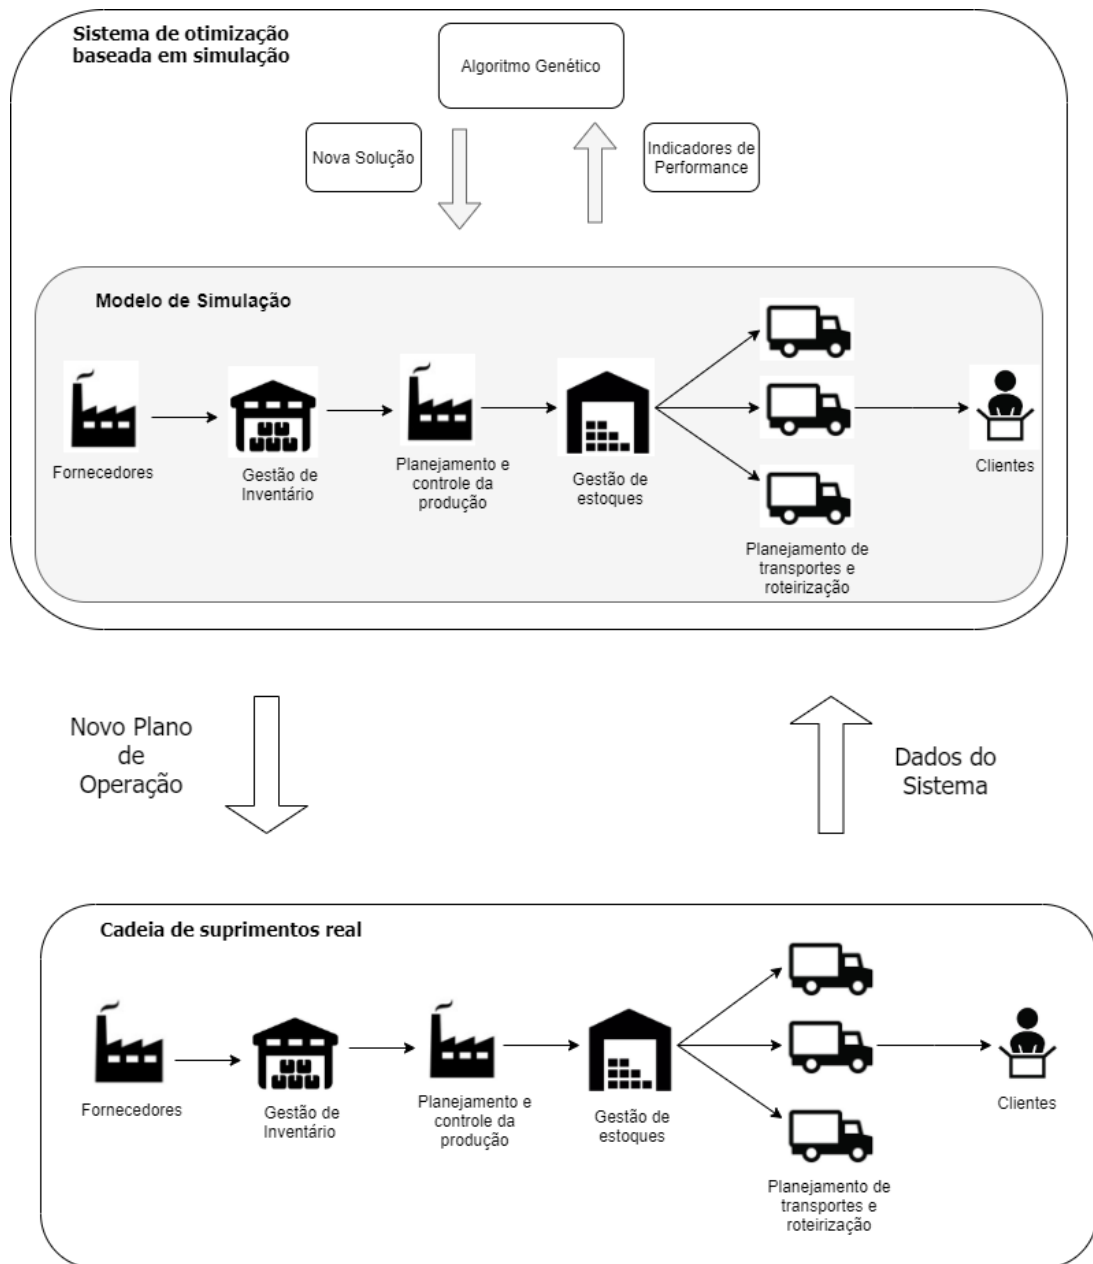 Sistema de otimização
baseada em simulação
Algoritmo Genético
Nova Solução
Indicadores de
Performance
Modelo de Simulação
Fornecedores
Gestão de
Inventário
Planejamento e
controle da
produção
Gestão de
estoques
Planejamento de
transportes e
roteirização
Clientes
Novo Plano
de
Operação
Dados do
Sistema
Cadeia de suprimentos real
Fornecedores
Gestão de
Inventário
Planejamento e
controle da
produção
Gestão de
estoques
Planejamento de
transportes e
roteirização
Clientes